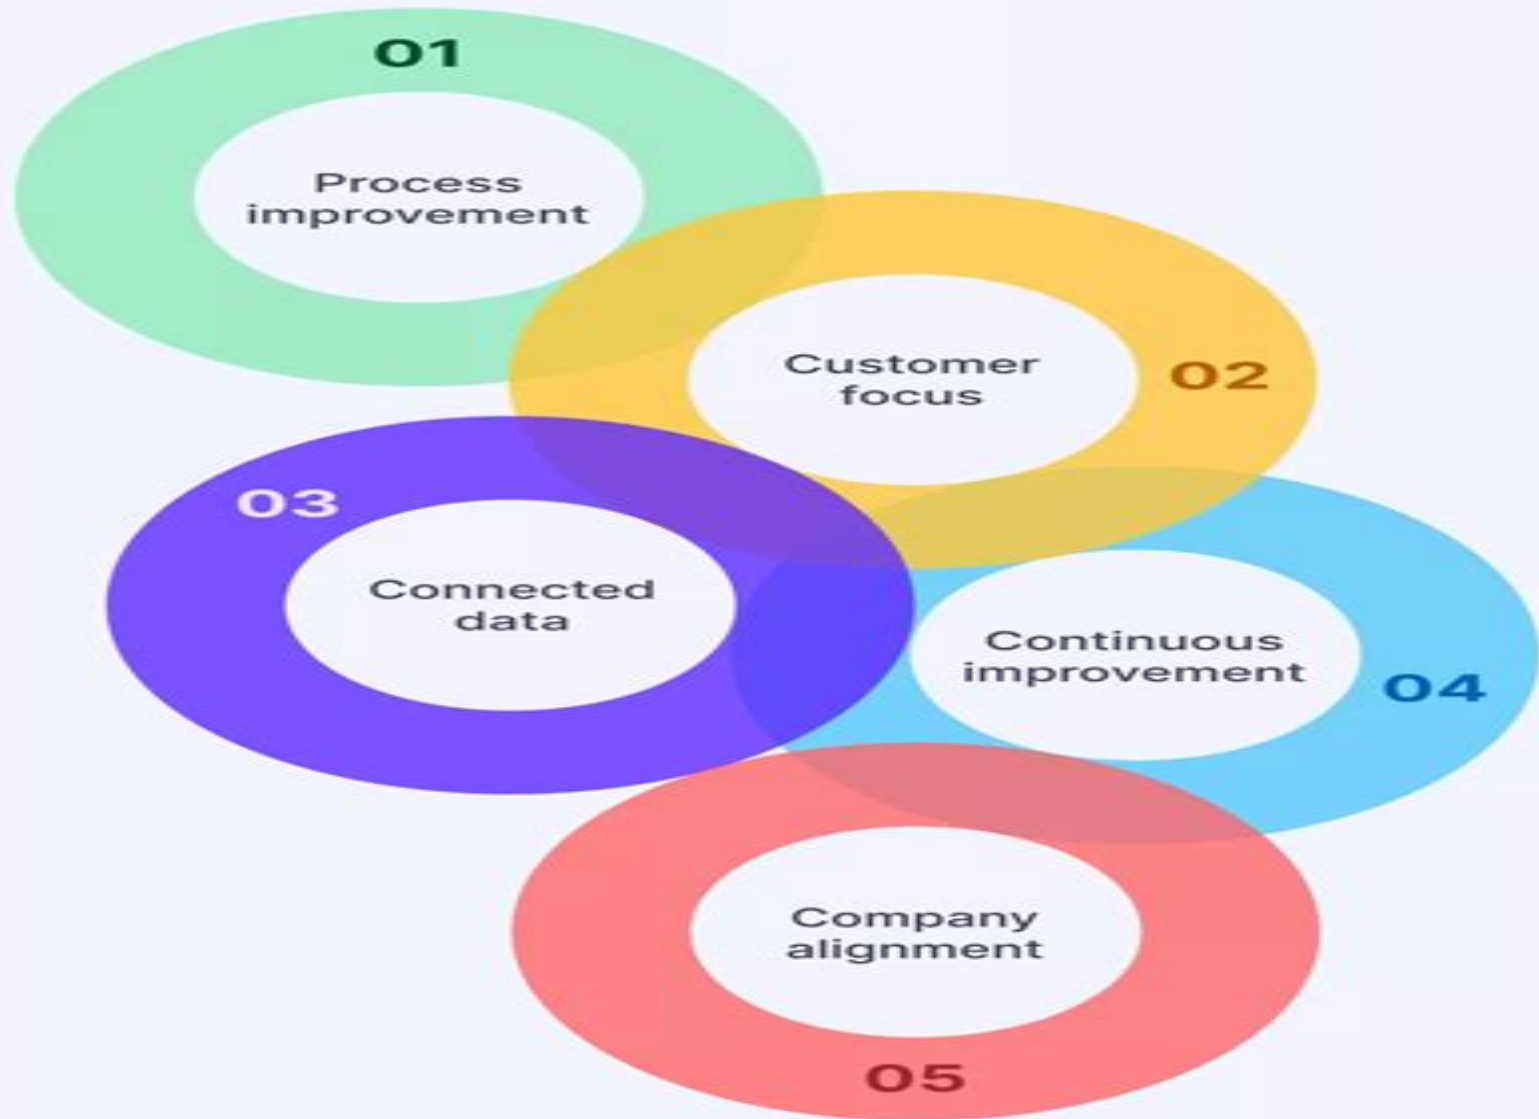 01
Process
improvement
Customer
focus
02
03
Connected
data
Continuous
improvement
04
Company
alignment
05